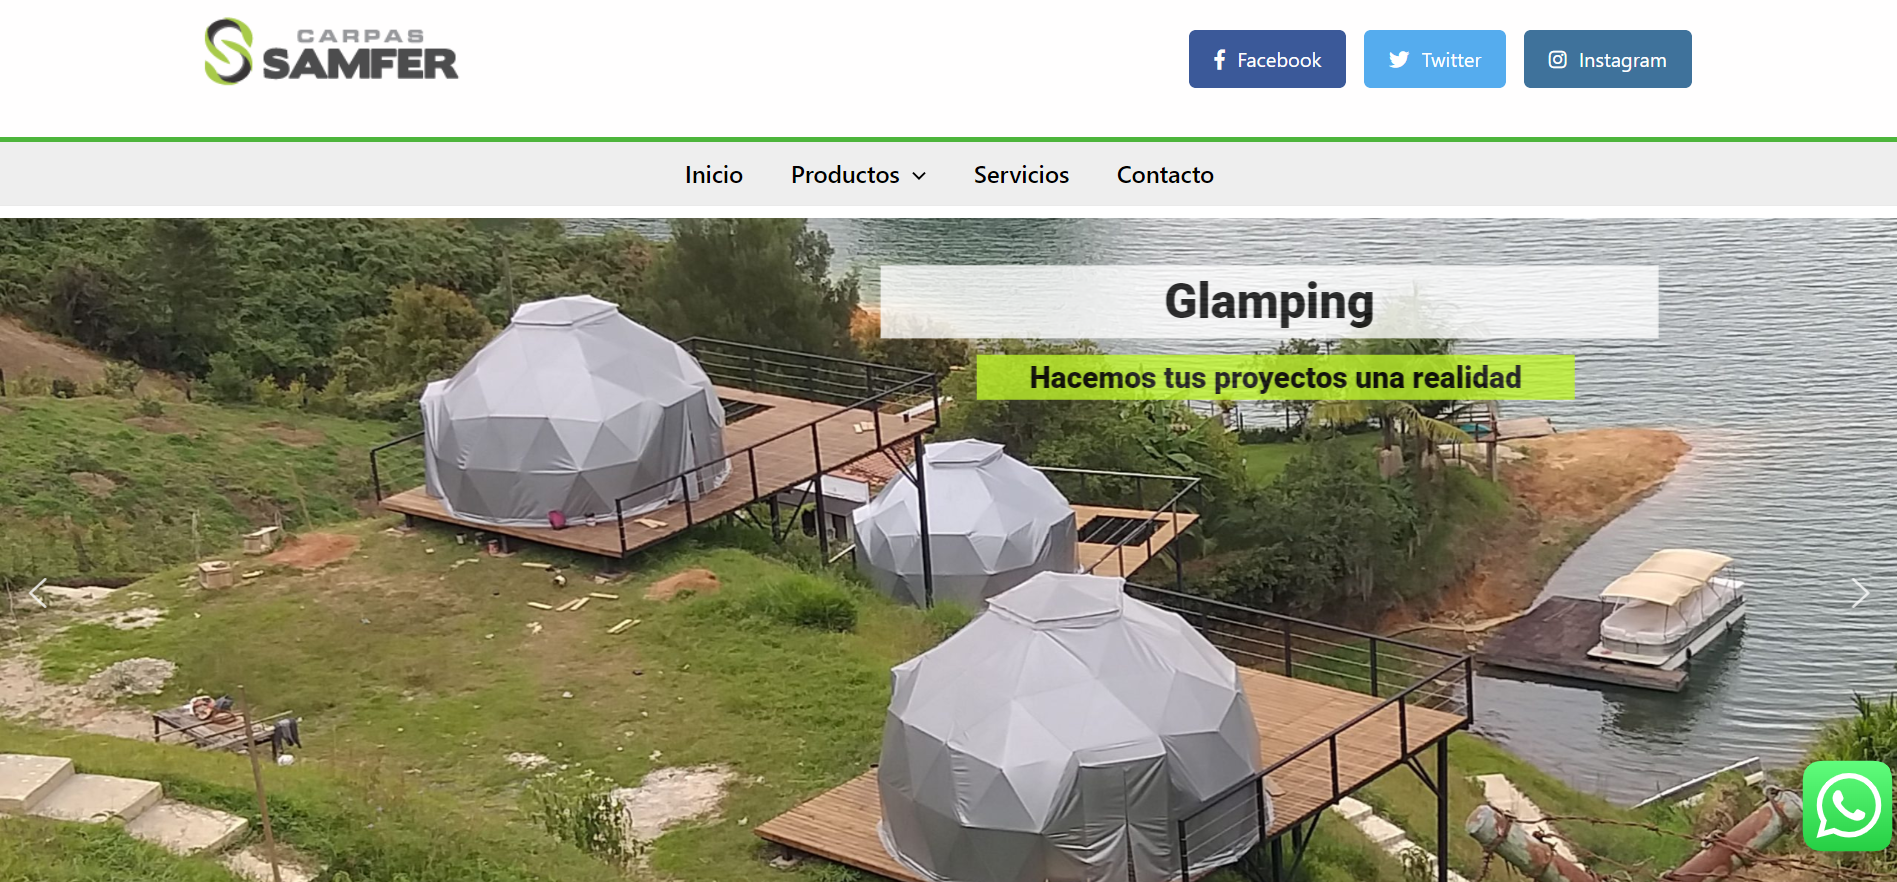 CARPAS
SAMFER
Facebook
Twitter
Instagram
Inicio
Productos
Servicios
Contacto
Glamping
Hacemos tus proyectos una realidad